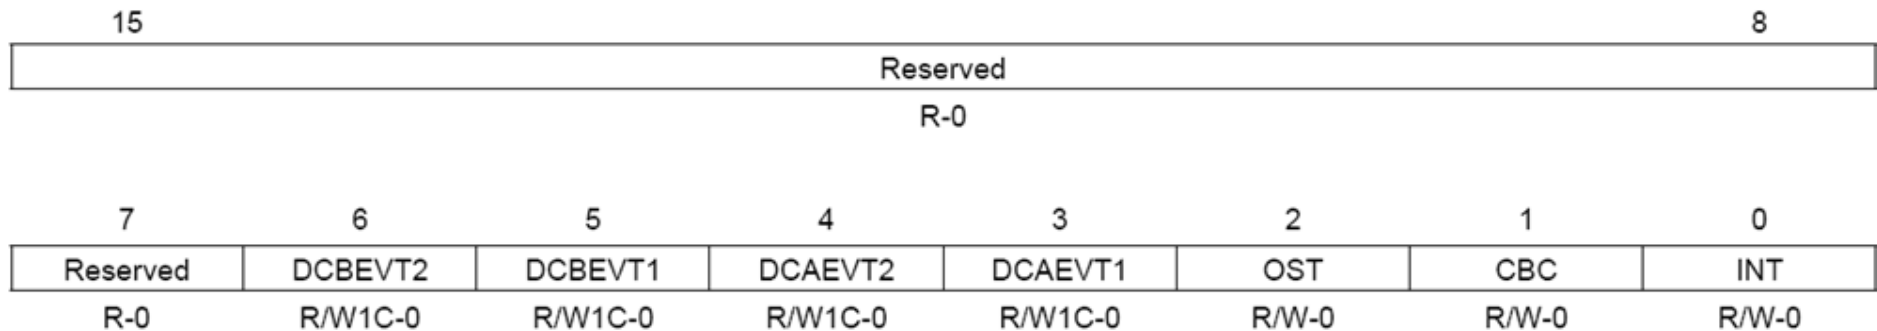 15 8
Reserved
R-0
7 6 5 4 3 2 1 0
Reserved DCBEVT2 DCBEVT1 DCAEVT2 DCAEVT1 OST CBC INT
R-0 R/W1C-0 R/W1C-0 R/W1C-0 R/W1C-0 R/W-0 R/W-0 R/W-0